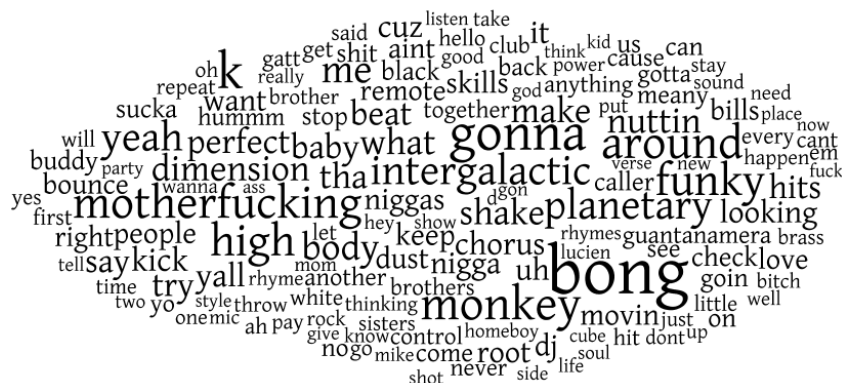 listen take
said cuz it
gatt get shit aint hello club think kid us can
oh k really me black good back power cause gotta stay
repeat want brother remote skills god anything meany sound need
sucka hummm stop beat together make put nuttin bills place
will yeah perfect baby what gonna around every now cant
buddy party dimension tha intergalactic verse new happen em
yes bounce wanna ass caller funky hits fuck
first motherfucking niggas dgon shake planetary looking
right people high let hey show keep chorus rhymes guantanamera brass
tell say kick body dust nigga uh lucien see check love
time try yall rhyme mom another brothers bong goin bitch
two yo style throw white thinking monkey movin just on little well
one mic ah pay rock sisters control homeboy cube hit dont up
give know no go mike come root dj soul
shot never side life